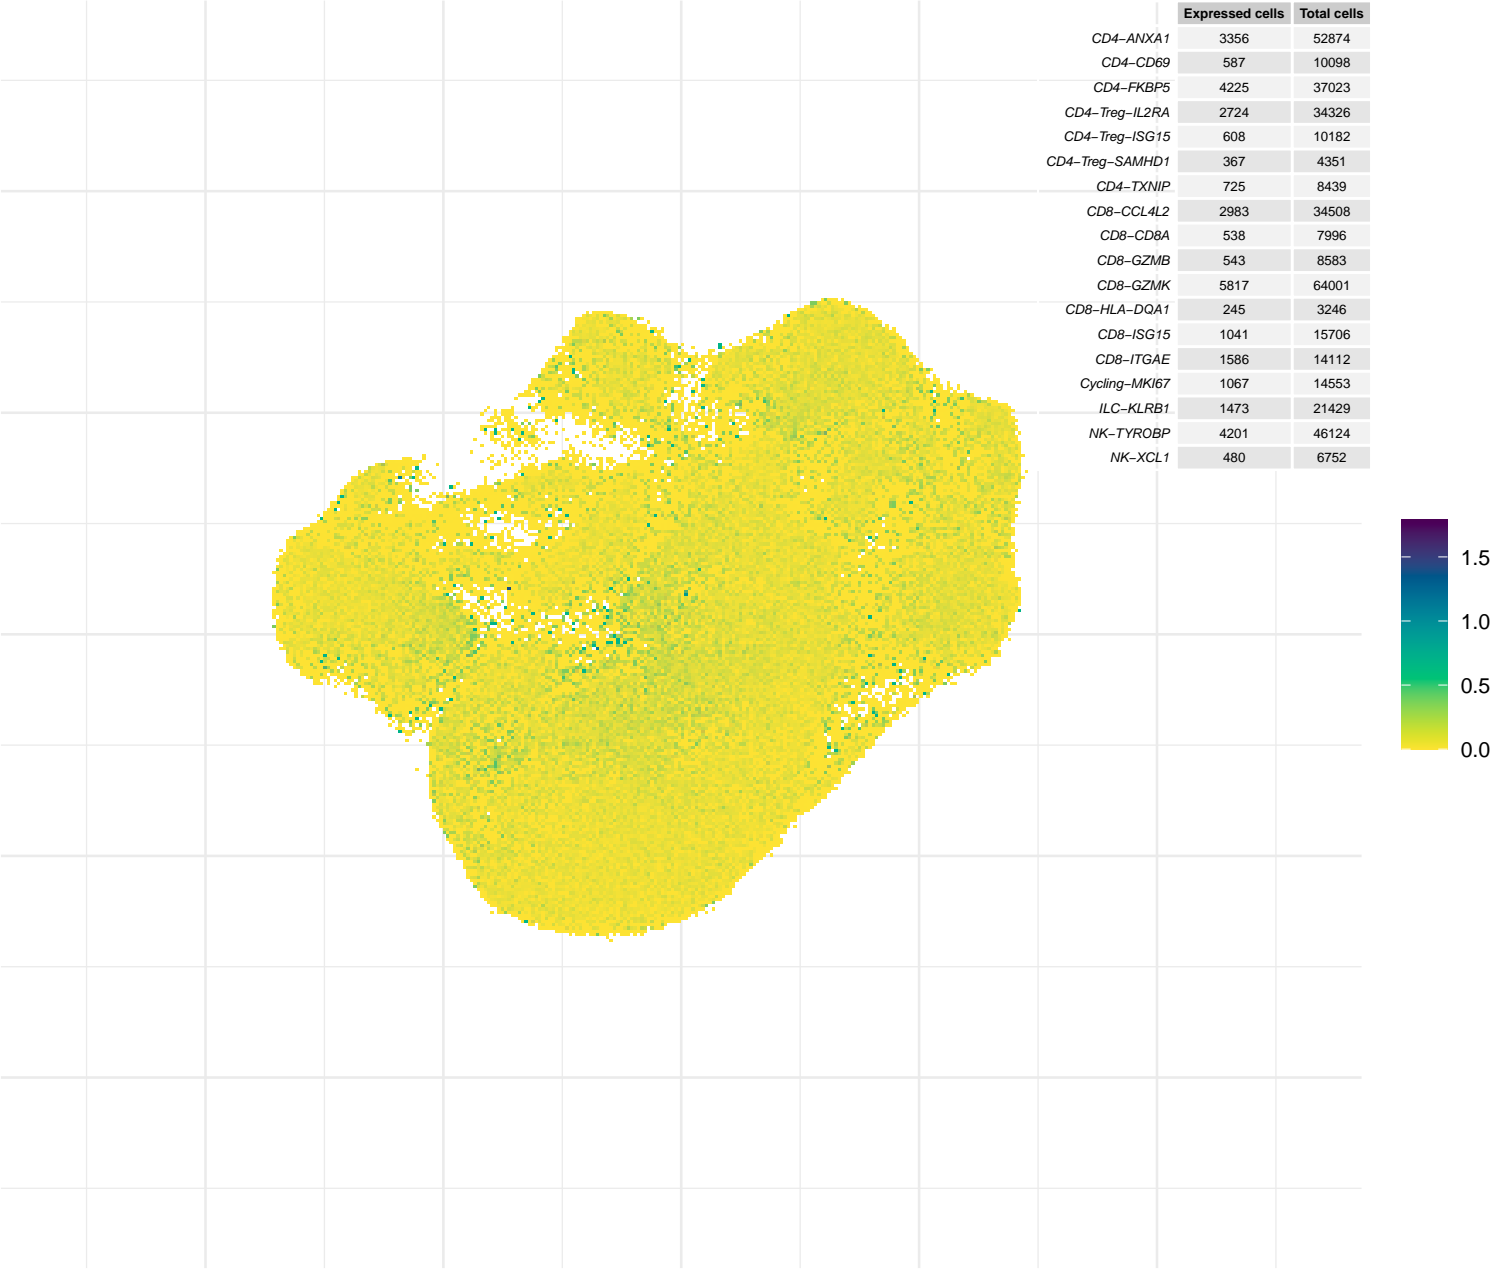 Expressed cells Total cells
CD4−ANXA1 3356 52874
CD4−CD69 587 10098
CD4−FKBP5 4225 37023
CD4−Treg−IL2RA 2724 34326
CD4−Treg−ISG15 608 10182
CD4−Treg−SAMHD1 367 4351
CD4−TXNIP 725 8439
CD8−CCL4L2 2983 34508
CD8−CD8A 538 7996
CD8−GZMB 543 8583
CD8−GZMK 5817 64001
CD8−HLA−DQA1 245 3246
CD8−ISG15 1041 15706
CD8−ITGAE 1586 14112
Cycling−MKI67 1067 14553
ILC−KLRB1 1473 21429
NK−TYROBP 4201 46124
NK−XCL1 480 6752
1.5
1.0
0.5
0.0